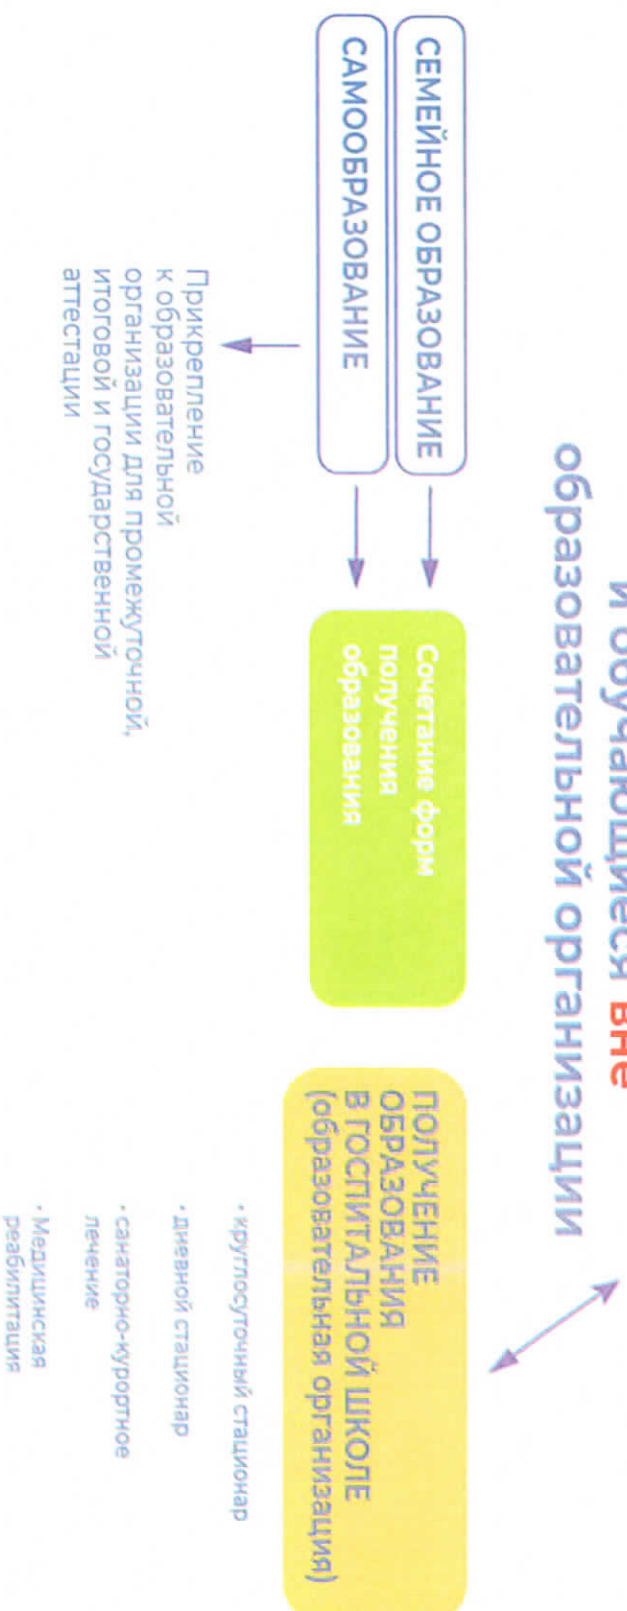 и обучающиеся вне
образовательной организации
СЕМЕЙНОЕ ОБРАЗОВАНИЕ
САМООБРАЗОВАНИЕ
Прикрепление
к образовательной
организации для промежуточной,
итоговой и государственной
аттестации
Сочетание форм
получения
образования
ПОЛУЧЕНИЕ
ОБРАЗОВАНИЯ
В ГОСПИТАЛЬНОЙ ШКОЛЕ
(образовательная организация)
• круглосуточный стационар
• дневной стационар
• санаторно-курортное
лечение
• Медицинская
реабилитация